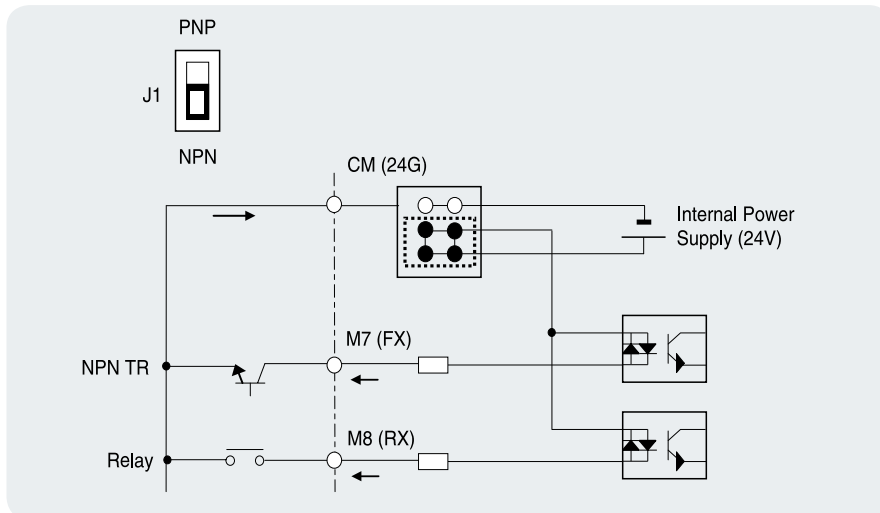 PNP
J1
NPN
CM (24G)
Internal Power
Supply (24V)
M7 (FX)
NPN TR
M8 (RX)
Relay